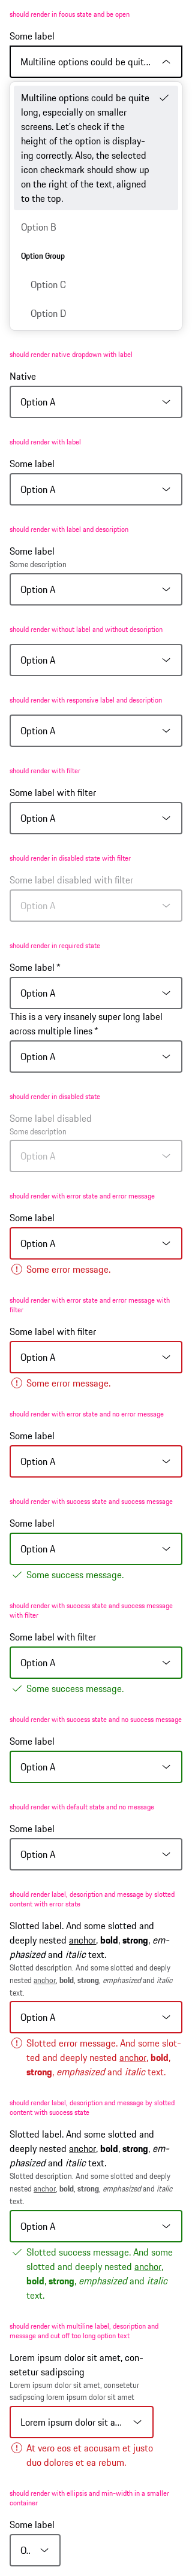 should render in focus state and be open
Some label
Multiline options could be quit...
Multiline options could be quite
long, especially on smaller
screens. Let's check if the
height of the option is display-
ing correctly. Also, the selected
icon checkmark should show up
on the right of the text, aligned
to the top.
Option B
Option Group
Option C
Option D
should render native dropdown with label
Native
Option A
should render with label
Some label
Option A
should render with label and description
Some label
Some description
Option A
should render without label and without description
Option A
should render with responsive label and description
Option A
should render with filter
Some label with filter
Option A
should render in disabled state with filter
Some label disabled with filter
Option A
should render in required state
Some label *
Option A
This is a very insanely super long label
across multiple lines *
Option A
should render in disabled state
Some label disabled
Some description
Option A
should render with error state and error message
Some label
Option A
Some error message.
should render with error state and error message with
filter
Some label with filter
Option A
Some error message.
should render with error state and no error message
Some label
Option A
should render with success state and success message
Some label
Option A
Some success message.
should render with success state and success message
with filter
Some label with filter
Option A
Some success message.
should render with success state and no success message
Some label
Option A
should render with default state and no message
Some label
Option A
should render label, description and message by slotted
content with error state
Slotted label. And some slotted and
deeply nested anchor, bold, strong, em-
phasized and italic text.
Slotted description. And some slotted and deeply
nested anchor, bold, strong, emphasized and italic
text.
Option A
Slotted error message. And some slot-
ted and deeply nested anchor, bold,
strong, emphasized and italic text.
should render label, description and message by slotted
content with success state
Slotted label. And some slotted and
deeply nested anchor, bold, strong, em-
phasized and italic text.
Slotted description. And some slotted and deeply
nested anchor, bold, strong, emphasized and italic
text.
Option A
Slotted success message. And some
slotted and deeply nested anchor,
bold, strong, emphasized and italic
text.
should render with multiline label, description and
message and cut off too long option text
Lorem ipsum dolor sit amet, con-
setetur sadipscing
Lorem ipsum dolor sit amet, consetetur
sadipscing lorem ipsum dolor sit amet
Lorem ipsum dolor sit a...
At vero eos et accusam et justo
duo dolores et ea rebum.
should render with ellipsis and min-width in a smaller
container
Some label
O..